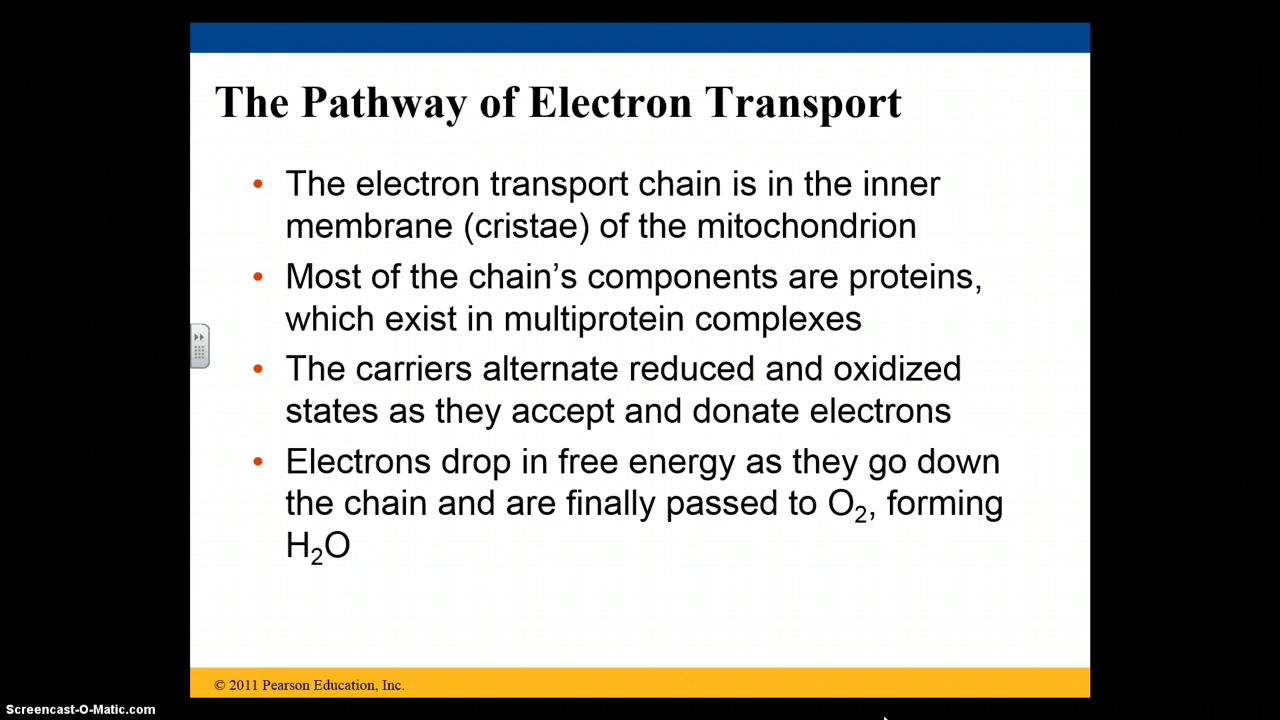 The Pathway of Electron Transport
• The electron transport chain is in the inner
membrane (cristae) of the mitochondrion
• Most of the chain’s components are proteins,
which exist in multiprotein complexes
• The carriers alternate reduced and oxidized
states as they accept and donate electrons
• Electrons drop in free energy as they go down
the chain and are finally passed to O₂, forming
H₂O
© 2011 Pearson Education, Inc.
Screencast-O-Matic.com